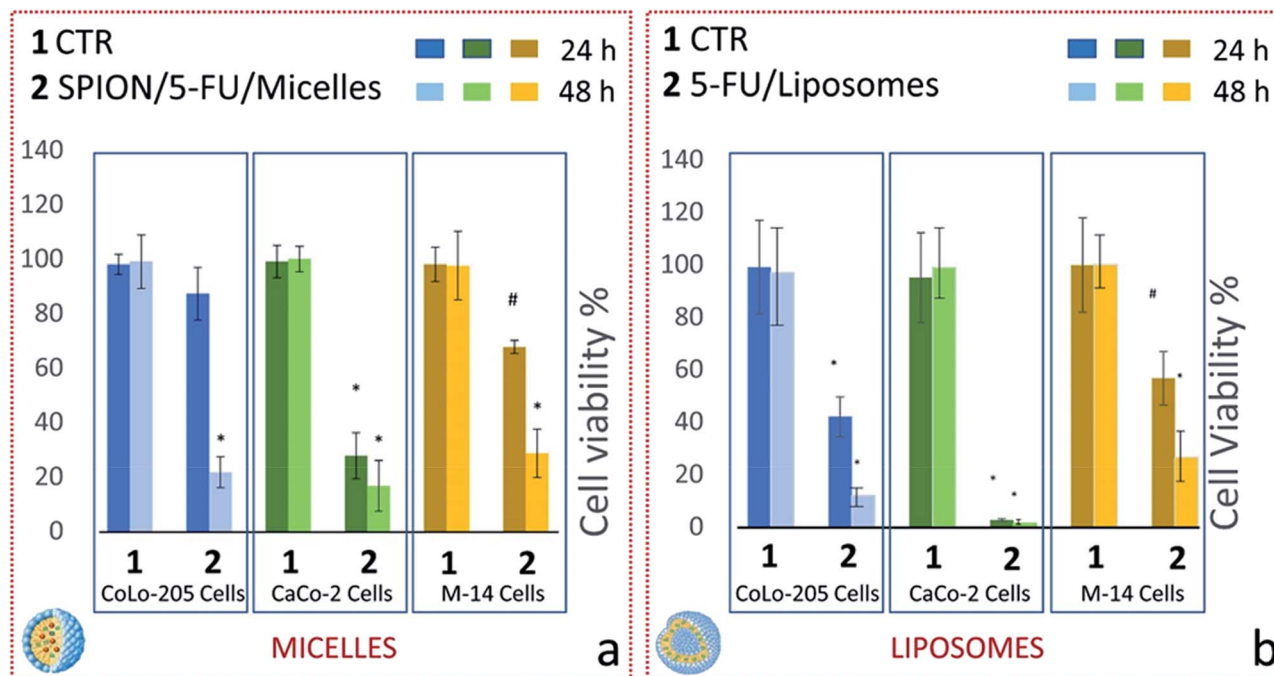 1 CTR
24 h
2 SPION/5-FU/Micelles
48 h
140
120
100
80
60
40
20
0
#
*
*
*
*
Cell viability %
1 2 1 2 1 2
CoLo-205 Cells CaCo-2 Cells M-14 Cells
MICELLES
a
1 CTR
24 h
2 5-FU/Liposomes
48 h
140
120
100
80
60
40
20
0
#
*
*
*
*
*
Cell Viability %
1 2 1 2 1 2
CoLo-205 Cells CaCo-2 Cells M-14 Cells
LIPOSOMES
b